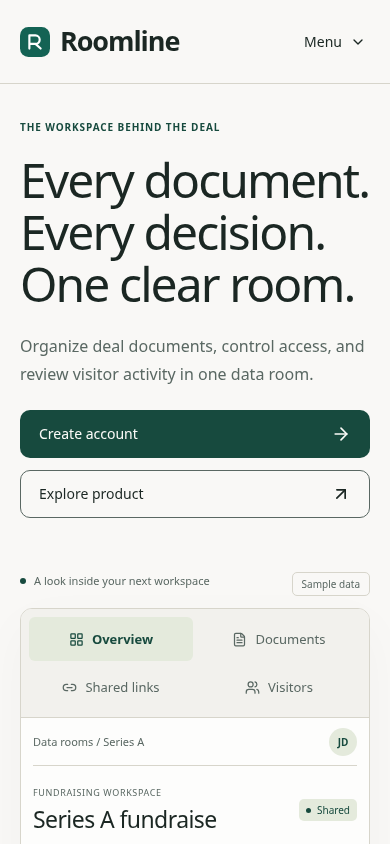 Roomline
Menu
THE WORKSPACE BEHIND THE DEAL
Every document.
Every decision.
One clear room.
Organize deal documents, control access, and
review visitor activity in one data room.
Create account
Explore product
A look inside your next workspace
Sample data
Overview
Documents
Shared links
Visitors
Data rooms / Series A
JD
FUNDRAISING WORKSPACE
Series A fundraise
Shared